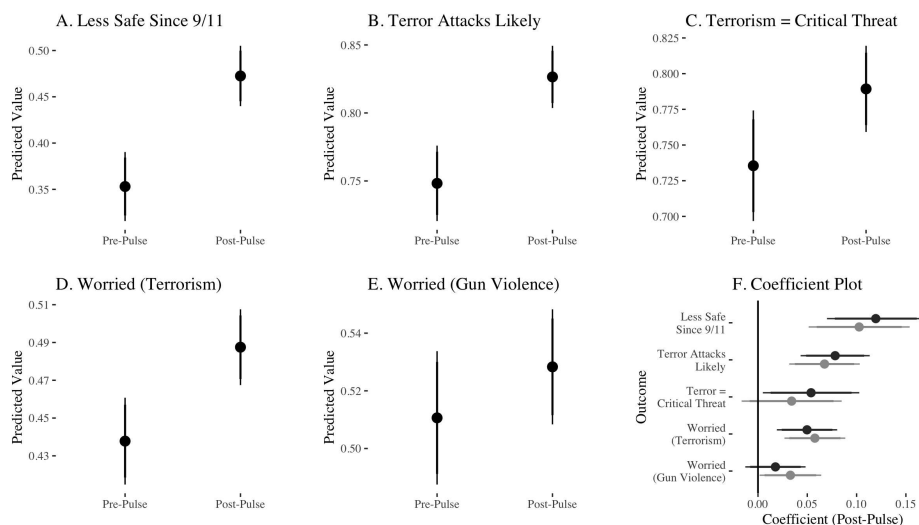 A. Less Safe Since 9/11
Predicted Value
0.50
0.45
0.40
0.35
Pre-Pulse
Post-Pulse
B. Terror Attacks Likely
Predicted Value
0.85
0.80
0.75
Pre-Pulse
Post-Pulse
C. Terrorism = Critical Threat
Predicted Value
0.825
0.800
0.775
0.750
0.725
0.700
Pre-Pulse
Post-Pulse
D. Worried (Terrorism)
Predicted Value
0.51
0.49
0.47
0.45
0.43
Pre-Pulse
Post-Pulse
E. Worried (Gun Violence)
Predicted Value
0.54
0.52
0.50
Pre-Pulse
Post-Pulse
F. Coefficient Plot
Outcome
Less Safe
Since 9/11
Terror Attacks
Likely
Terror =
Critical Threat
Worried
(Terrorism)
Worried
(Gun Violence)
0.00
0.05
0.10
0.15
Coefficient (Post-Pulse)